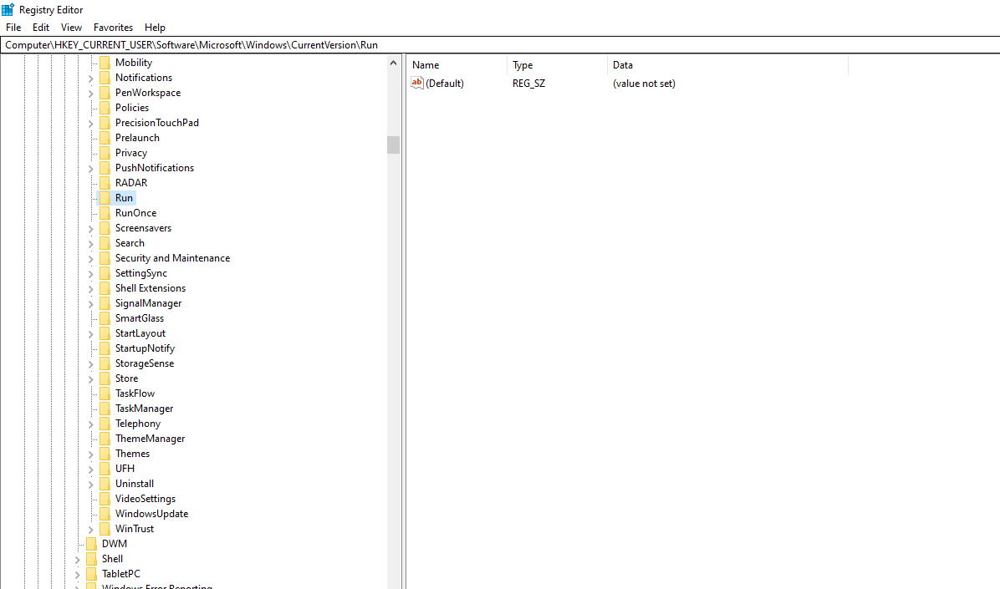 Registry Editor
File Edit View Favorites Help
Computer\HKEY_CURRENT_USER\Software\Microsoft\Windows\CurrentVersion\Run
Mobility
Notifications
PenWorkspace
Policies
PrecisionTouchPad
Prelaunch
Privacy
PushNotifications
RADAR
Run
RunOnce
Screensavers
Search
Security and Maintenance
SettingSync
Shell Extensions
SignalManager
SmartGlass
StartLayout
StartupNotify
StorageSense
Store
TaskFlow
TaskManager
Telephony
ThemeManager
Themes
UFH
Uninstall
VideoSettings
WindowsUpdate
WinTrust
DWM
Shell
TabletPC
Windows Error Reporting
Name Type Data
ab (Default) REG_SZ (value not set)